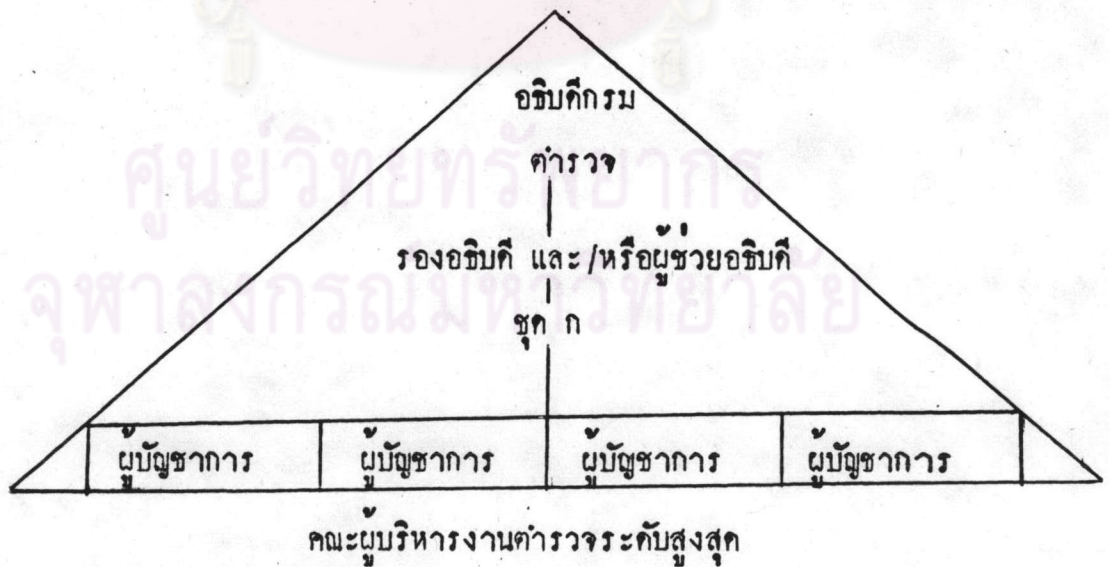 อธิบดีกรม
ตำรวจ
รองอธิบดี และ/หรือผู้ช่วยอธิบดี
ชุด ก
ผู้บัญชาการ ผู้บัญชาการ ผู้บัญชาการ ผู้บัญชาการ
คณะผู้บริหารงานตำรวจระดับสูงสุด
ศูนย์วิทยทรัพยากร
จุฬาลงกรณ์มหาวิทยาลัย